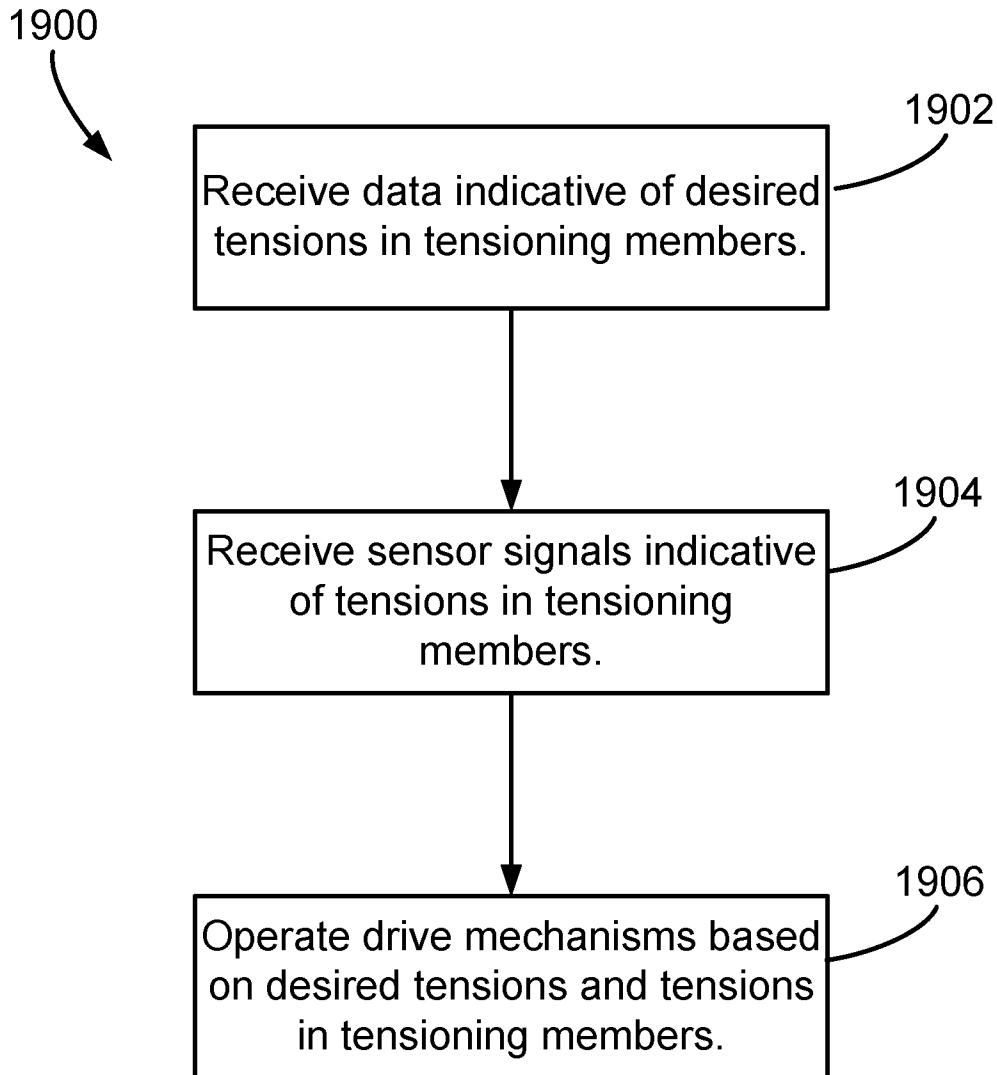 1900
1902
Receive data indicative of desired
tensions in tensioning members.
1904
Receive sensor signals indicative
of tensions in tensioning
members.
1906
Operate drive mechanisms based
on desired tensions and tensions
in tensioning members.